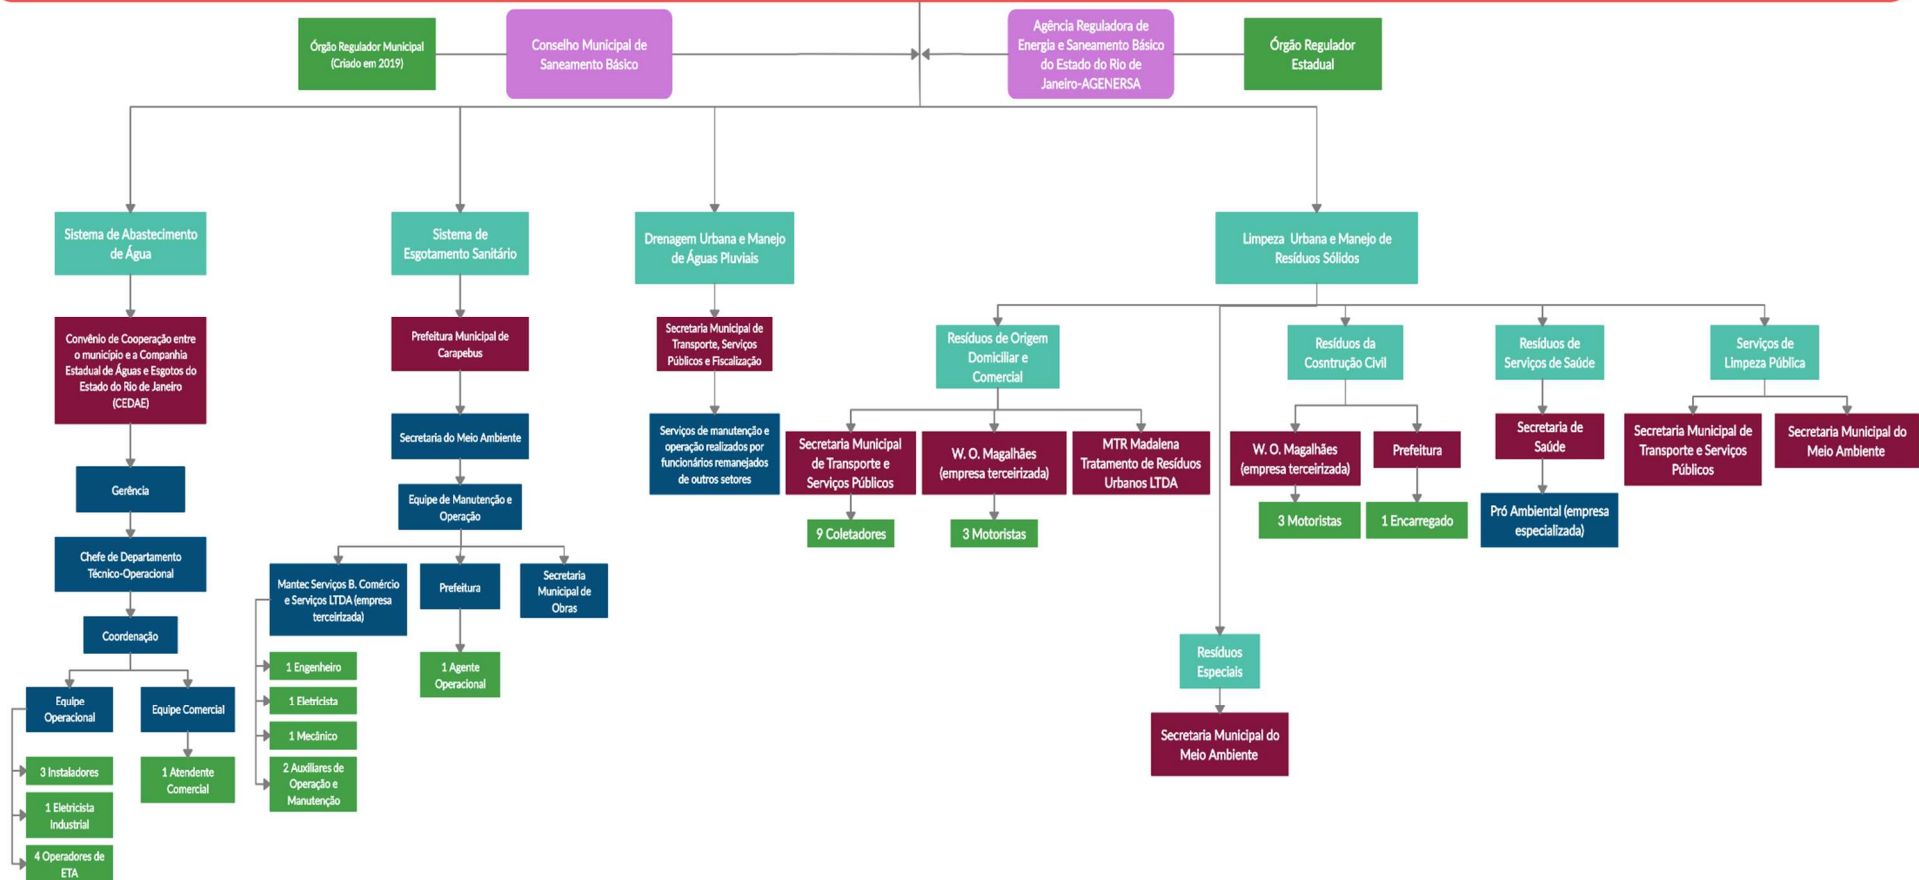 Órgão Regulador Municipal
(Criado em 2019)
Conselho Municipal de
Saneamento Básico
Agência Reguladora de
Energia e Saneamento Básico
do Estado do Rio de
Janeiro-AGENERSA
Órgão Regulador
Estadual
Sistema de Abastecimento
de Água
Sistema de
Esgotamento Sanitário
Drenagem Urbana e Manejo
de Águas Pluviais
Limpeza Urbana e Manejo de
Resíduos Sólidos
Convênio de Cooperação entre
o município e a Companhia
Estadual de Águas e Esgotos do
Estado do Rio de Janeiro
(CEDAE)
Gerência
Chefe de Departamento
Técnico-Operacional
Coordenação
Equipe
Operacional
Equipe Comercial
3 Instaladores
1 Eletricista
Industrial
4 Operadores de
ETA
1 Atendente
Comercial
Prefeitura Municipal de
Carapebus
Secretaria do Meio Ambiente
Equipe de Manutenção e
Operação
Mantec Serviços B. Comércio
e Serviços LTDA (empresa
terceirizada)
Prefeitura
Secretaria
Municipal de
Obras
1 Engenheiro
1 Eletricista
1 Mecânico
2 Auxiliares de
Operação e
Manutenção
1 Agente
Operacional
Secretaria Municipal de
Transporte, Serviços
Públicos e Fiscalização
Serviços de manutenção e
operação realizados por
funcionários remanejados
de outros setores
Resíduos de Origem
Domiciliar e
Comercial
Resíduos da
Cosntrução Civil
Resíduos de
Serviços de Saúde
Serviços de
Limpeza Pública
Secretaria Municipal
de Transporte e
Serviços Públicos
W. O. Magalhães
(empresa terceirizada)
MTR Madalena
Tratamento de Resíduos
Urbanos LTDA
9 Coletadores
3 Motoristas
W. O. Magalhães
(empresa terceirizada)
Prefeitura
3 Motoristas
1 Encarregado
Secretaria de
Saúde
Pró Ambiental (empresa
especializada)
Secretaria Municipal de
Transporte e Serviços
Públicos
Secretaria Municipal do
Meio Ambiente
Resíduos
Especiais
Secretaria Municipal do
Meio Ambiente